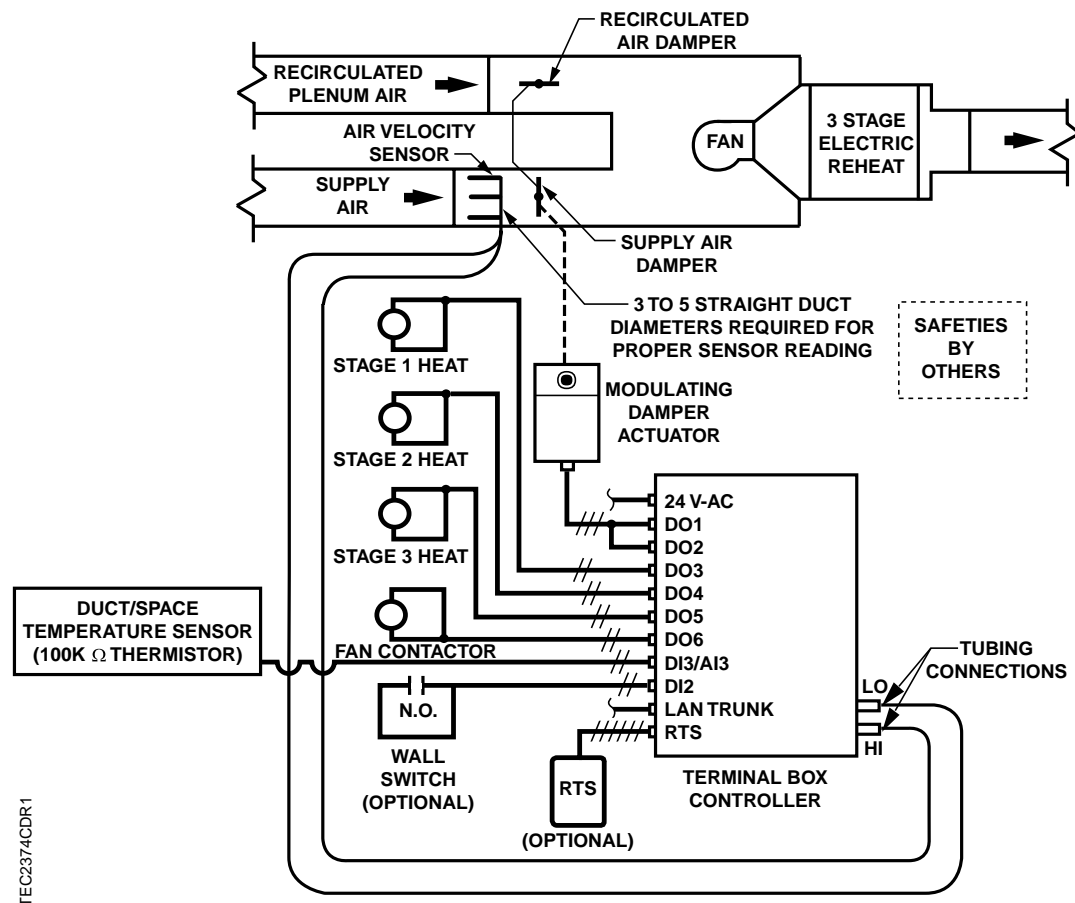 RECIRCULATED
AIR DAMPER
RECIRCULATED
PLENUM AIR
AIR VELOCITY
SENSOR
FAN
3 STAGE
ELECTRIC
REHEAT
SUPPLY
AIR
SUPPLY AIR
DAMPER
3 TO 5 STRAIGHT DUCT
DIAMETERS REQUIRED FOR
PROPER SENSOR READING
SAFETIES
BY
OTHERS
STAGE 1 HEAT
MODULATING
DAMPER
ACTUATOR
STAGE 2 HEAT
STAGE 3 HEAT
24 V-AC
DO1
DO2
DO3
DO4
DO5
DO6
DI3/AI3
DI2
LAN TRUNK
RTS
DUCT/SPACE
TEMPERATURE SENSOR
(100K Ω THERMISTOR)
FAN CONTACTOR
N.O.
WALL
SWITCH
(OPTIONAL)
RTS
(OPTIONAL)
TERMINAL BOX
CONTROLLER
LO
HI
TUBING
CONNECTIONS
TEC2374CDR1